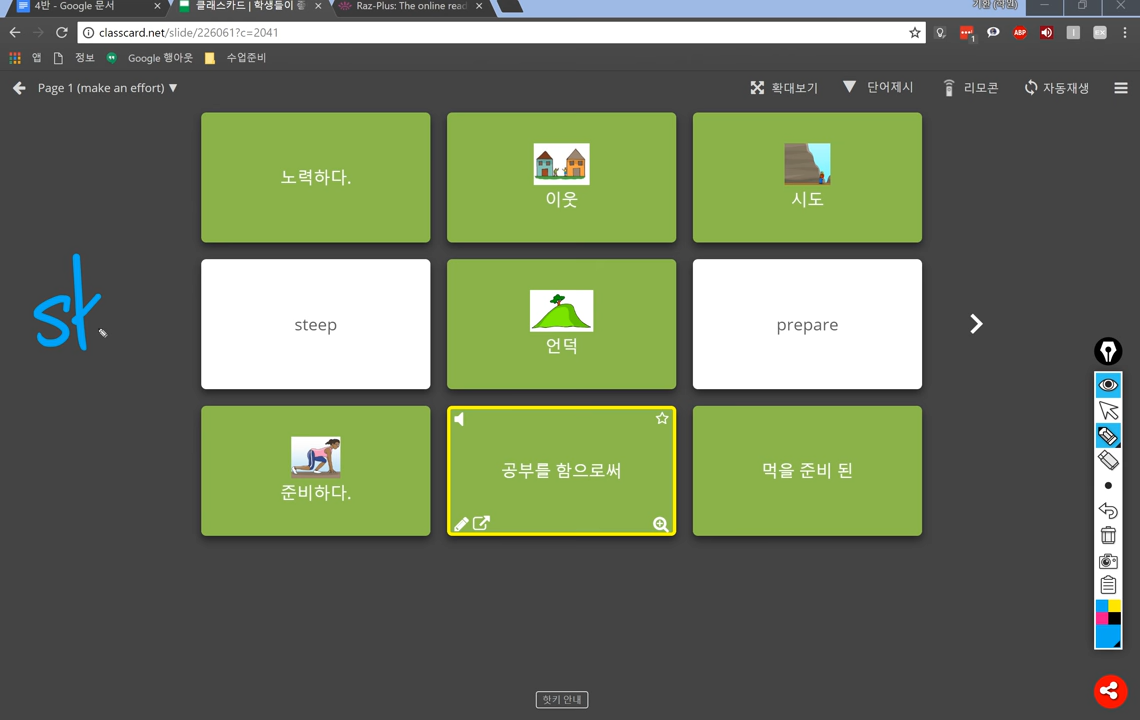 4반 - Google 문서
클래스카드 | 학생들이 좋
Raz-Plus: The online read
classcard.net/slide/226061?c=2041
앱 정보 Google 행아웃 수업준비
Page 1 (make an effort) ▼
확대보기 단어제시 리모콘 자동재생
노력하다.
이웃
시도
steep
언덕
prepare
준비하다.
공부를 함으로써
먹을 준비 된
핫키 안내
ABP